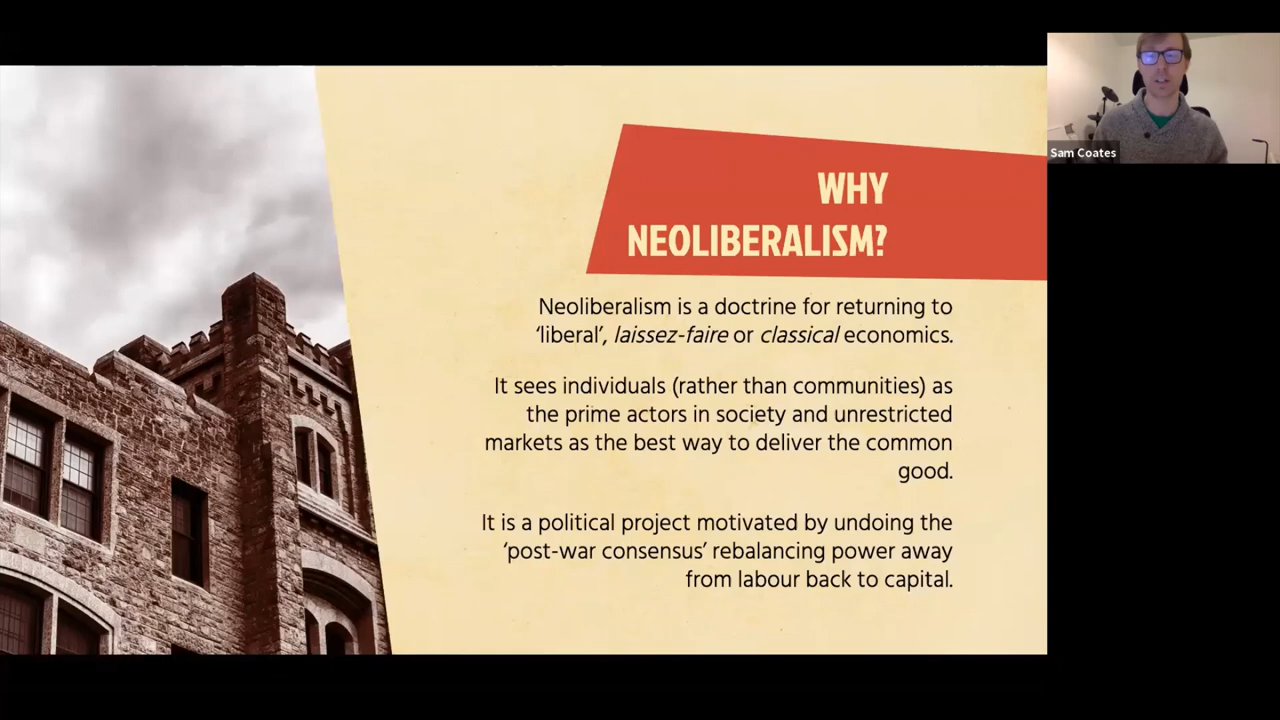 WHY
NEOLIBERALISM?
Neoliberalism is a doctrine for returning to
‘liberal’, laissez-faire or classical economics.
It sees individuals (rather than communities) as
the prime actors in society and unrestricted
markets as the best way to deliver the common
good.
It is a political project motivated by undoing the
‘post-war consensus’ rebalancing power away
from labour back to capital.
Sam Coates